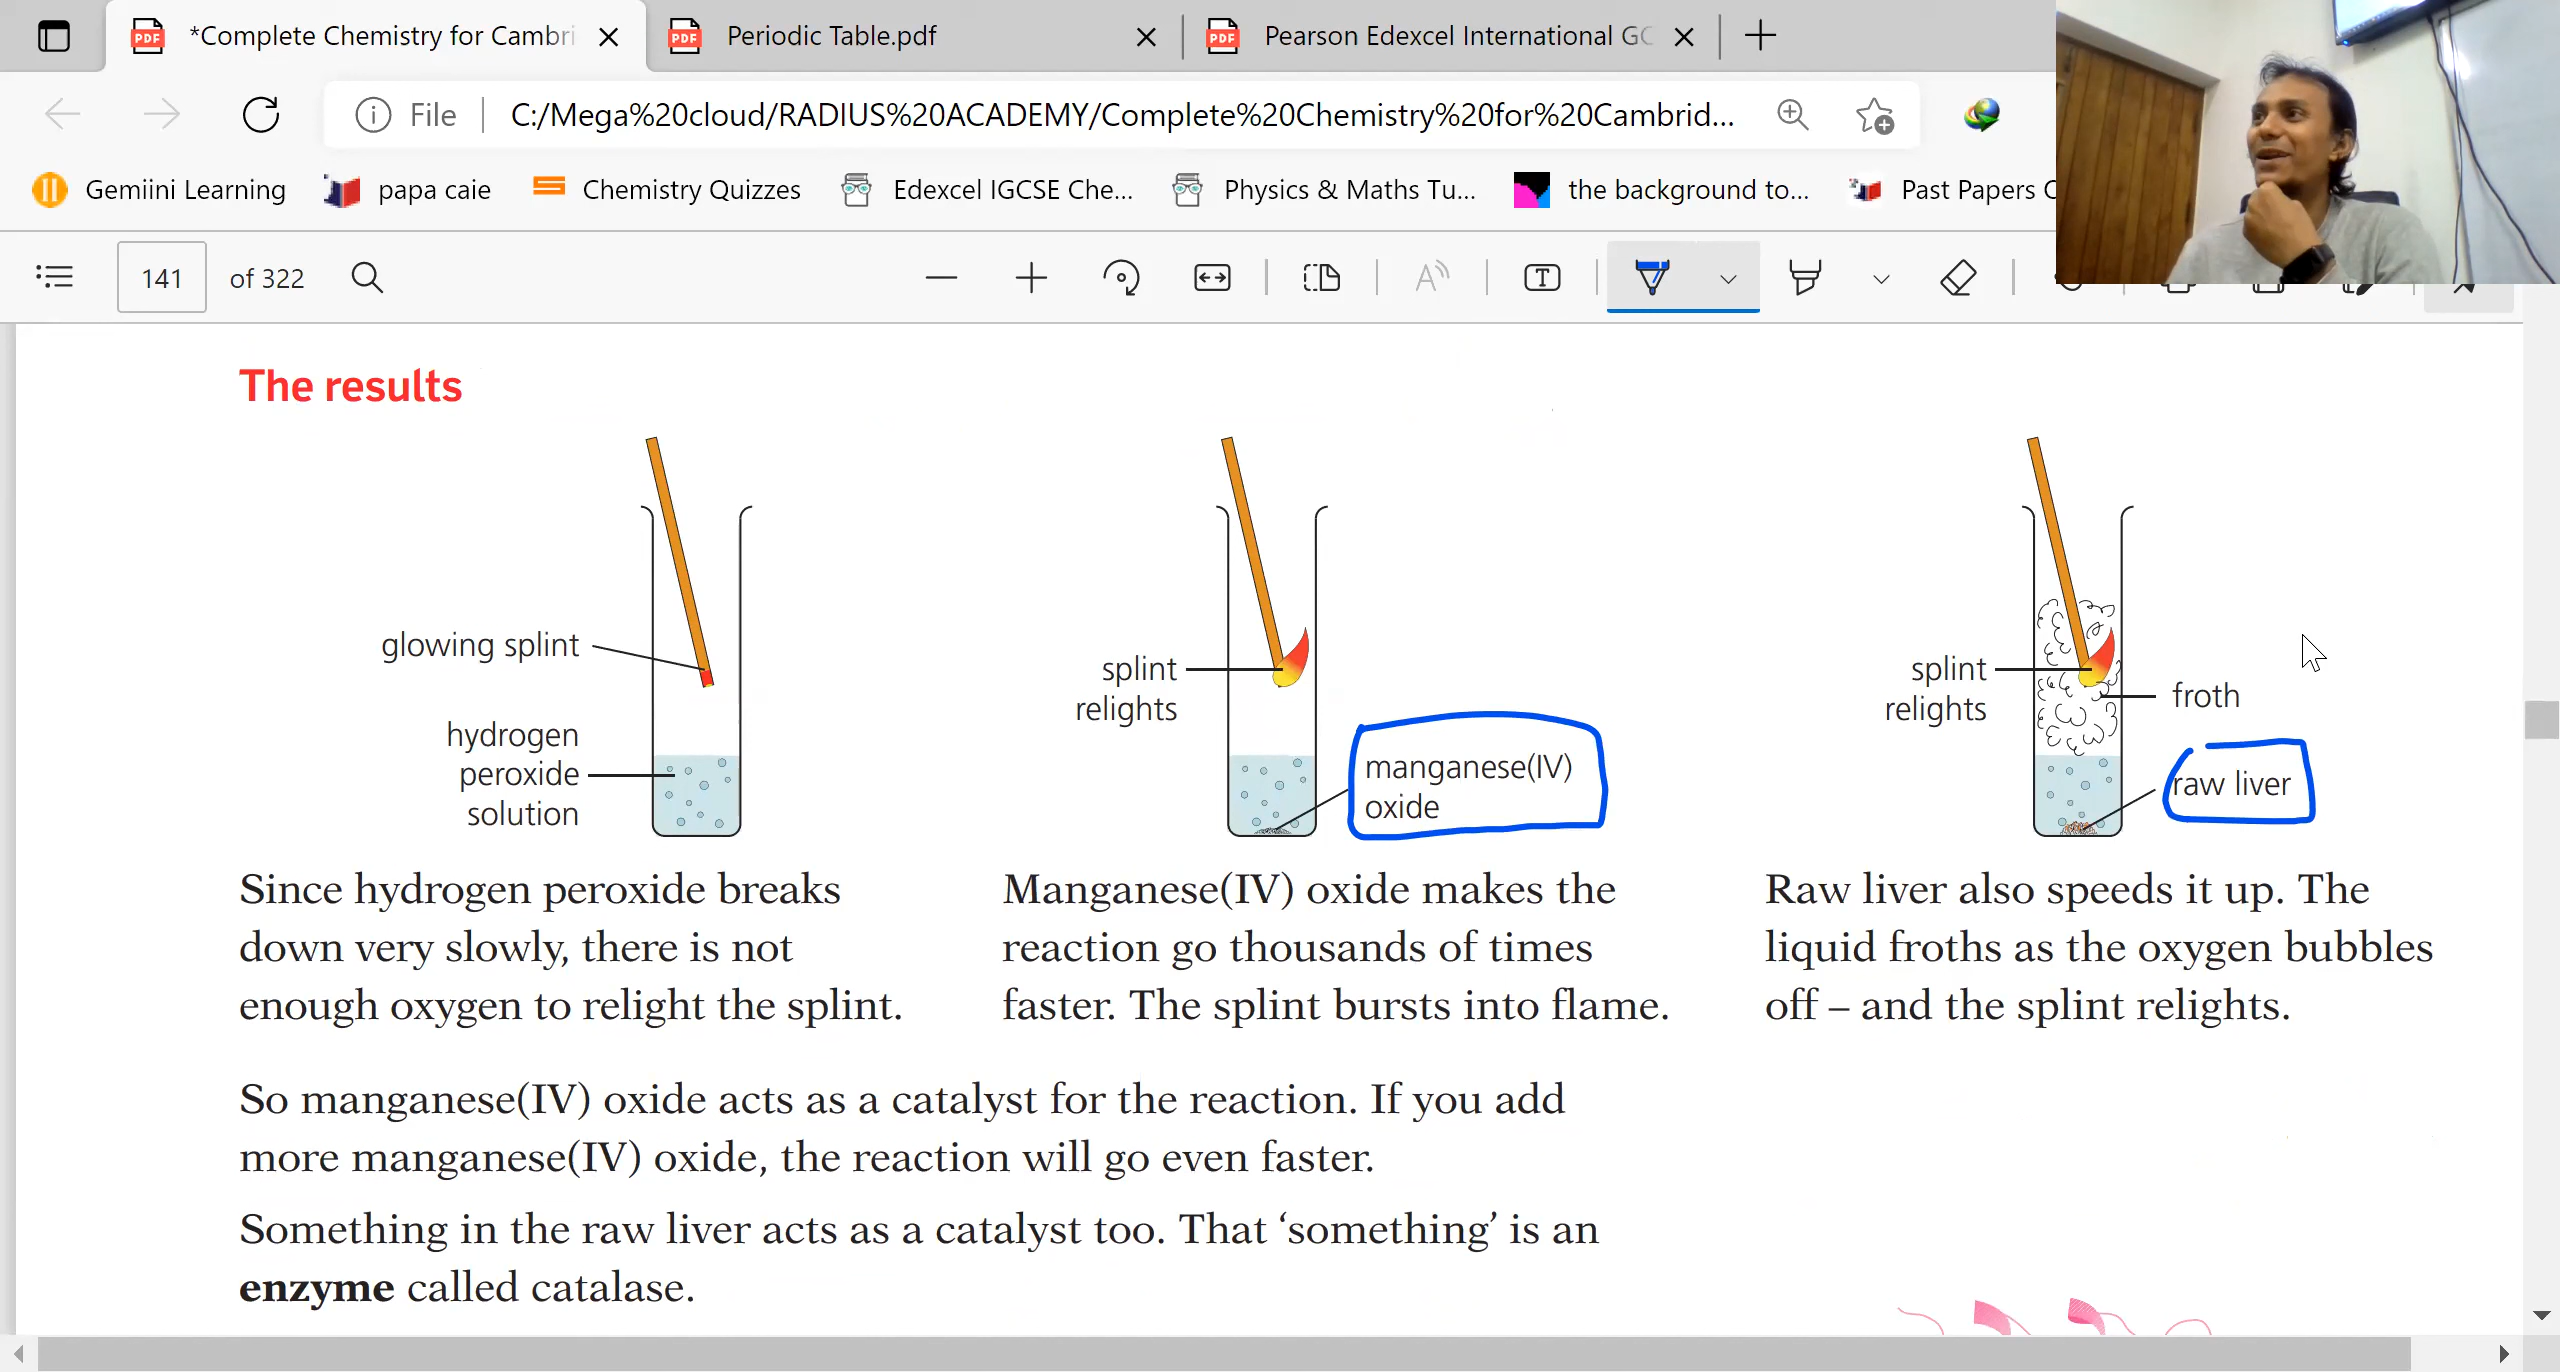 *Complete Chemistry for Cambri
Periodic Table.pdf
Pearson Edexcel International GC
File
C:/Mega%20cloud/RADIUS%20ACADEMY/Complete%20Chemistry%20for%20Cambrid...
Gemiini Learning
papa caie
Chemistry Quizzes
Edexcel IGCSE Che...
Physics & Maths Tu...
the background to...
Past Papers
141
of 322
The results
glowing splint
hydrogen
peroxide
solution
splint
relights
manganese(IV)
oxide
splint
relights
froth
raw liver
Since hydrogen peroxide breaks
down very slowly, there is not
enough oxygen to relight the splint.
Manganese(IV) oxide makes the
reaction go thousands of times
faster. The splint bursts into flame.
Raw liver also speeds it up. The
liquid froths as the oxygen bubbles
off – and the splint relights.
So manganese(IV) oxide acts as a catalyst for the reaction. If you add
more manganese(IV) oxide, the reaction will go even faster.
Something in the raw liver acts as a catalyst too. That ‘something’ is an
enzyme called catalase.